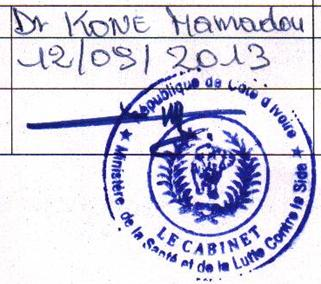 Dr KONE Mamadou
12/09/2013
République de Côte d'Ivoire
Ministère de la Santé et de la Lutte Contre le Sida
LE CABINET